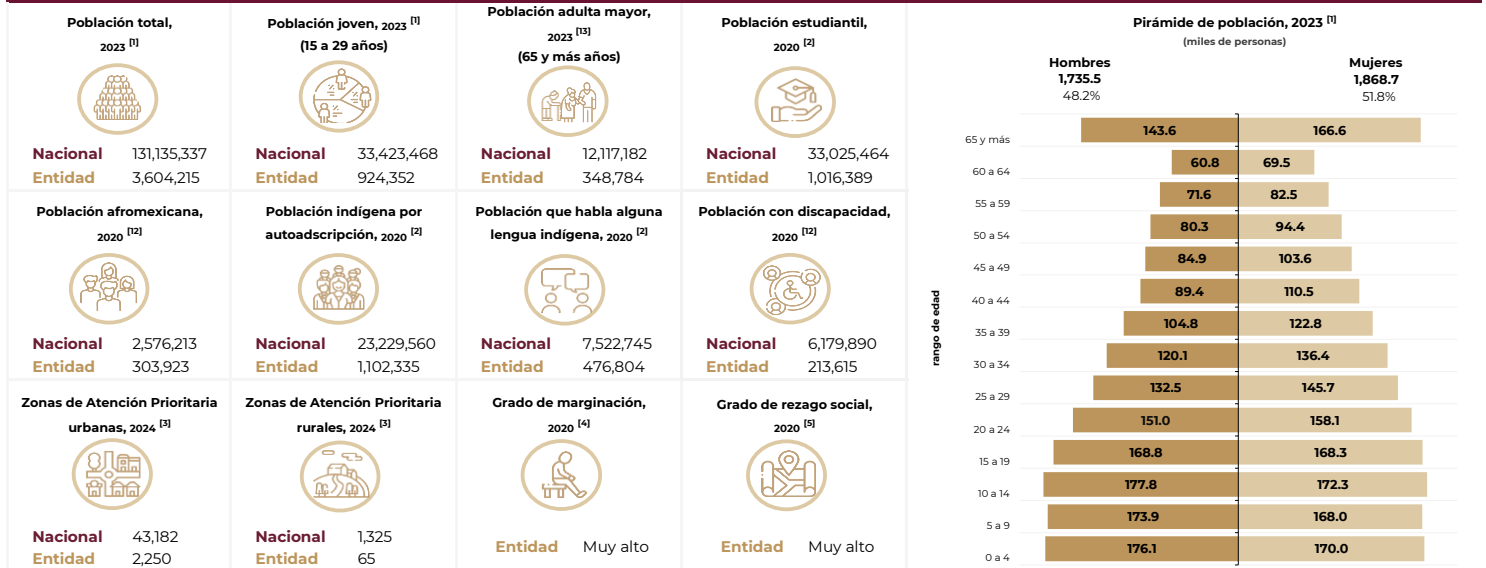 Población total,
2023 [1]
Nacional 131,135,337
Entidad 3,604,215
Población joven, 2023 [1]
(15 a 29 años)
Nacional 33,423,468
Entidad 924,352
Población adulta mayor,
2023 [13]
(65 y más años)
Nacional 12,117,182
Entidad 348,784
Población estudiantil,
2020 [2]
Nacional 33,025,464
Entidad 1,016,389
Población afromexicana,
2020 [12]
Nacional 2,576,213
Entidad 303,923
Población indígena por
autoadscripción, 2020 [2]
Nacional 23,229,560
Entidad 1,102,335
Población que habla alguna
lengua indígena, 2020 [2]
Nacional 7,522,745
Entidad 476,804
Población con discapacidad,
2020 [12]
Nacional 6,179,890
Entidad 213,615
Zonas de Atención Prioritaria
urbanas, 2024 [3]
Nacional 43,182
Entidad 2,250
Zonas de Atención Prioritaria
rurales, 2024 [3]
Nacional 1,325
Entidad 65
Grado de marginación,
2020 [4]
Entidad Muy alto
Grado de rezago social,
2020 [5]
Entidad Muy alto
Pirámide de población, 2023 [1]
(miles de personas)
Hombres Mujeres
1,735.5 1,868.7
48.2% 51.8%
rango de edad
65 y más 143.6 166.6
60 a 64 60.8 69.5
55 a 59 71.6 82.5
50 a 54 80.3 94.4
45 a 49 84.9 103.6
40 a 44 89.4 110.5
35 a 39 104.8 122.8
30 a 34 120.1 136.4
25 a 29 132.5 145.7
20 a 24 151.0 158.1
15 a 19 168.8 168.3
10 a 14 177.8 172.3
5 a 9 173.9 168.0
0 a 4 176.1 170.0